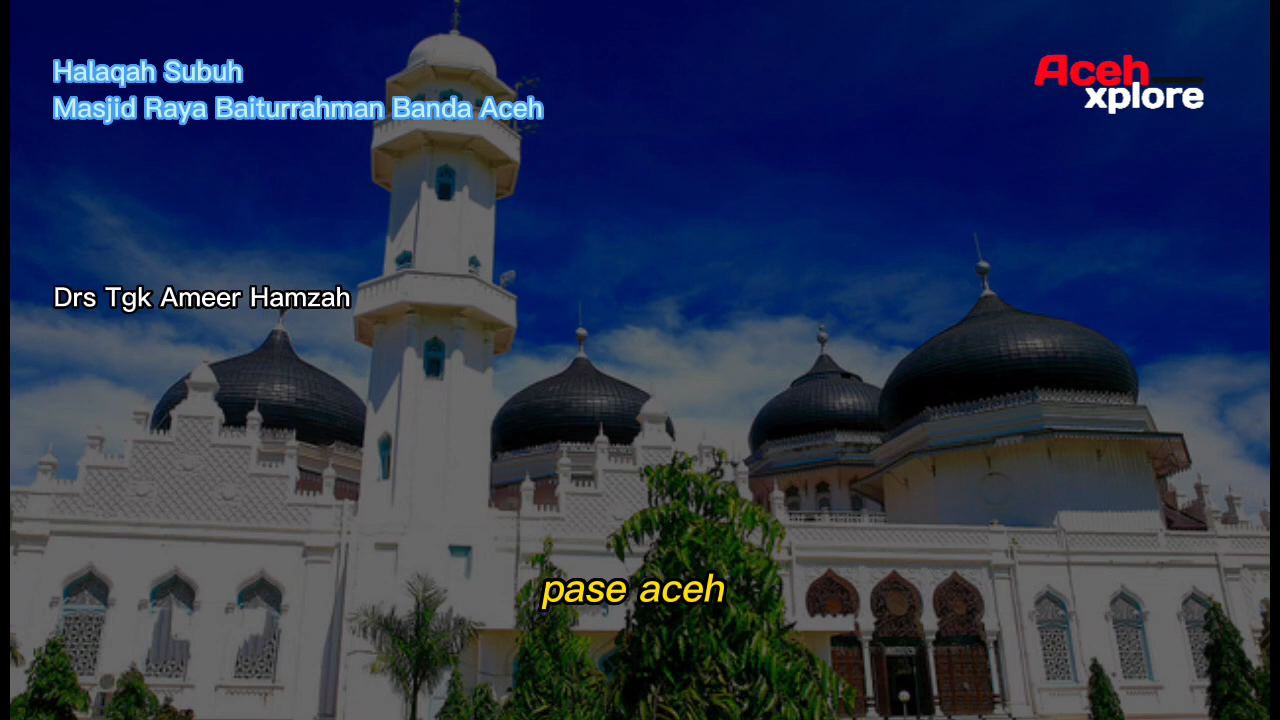 Halaqah Subuh
Masjid Raya Baiturrahman Banda Aceh
Aceh
xplore
Drs Tgk Ameer Hamzah
pase aceh